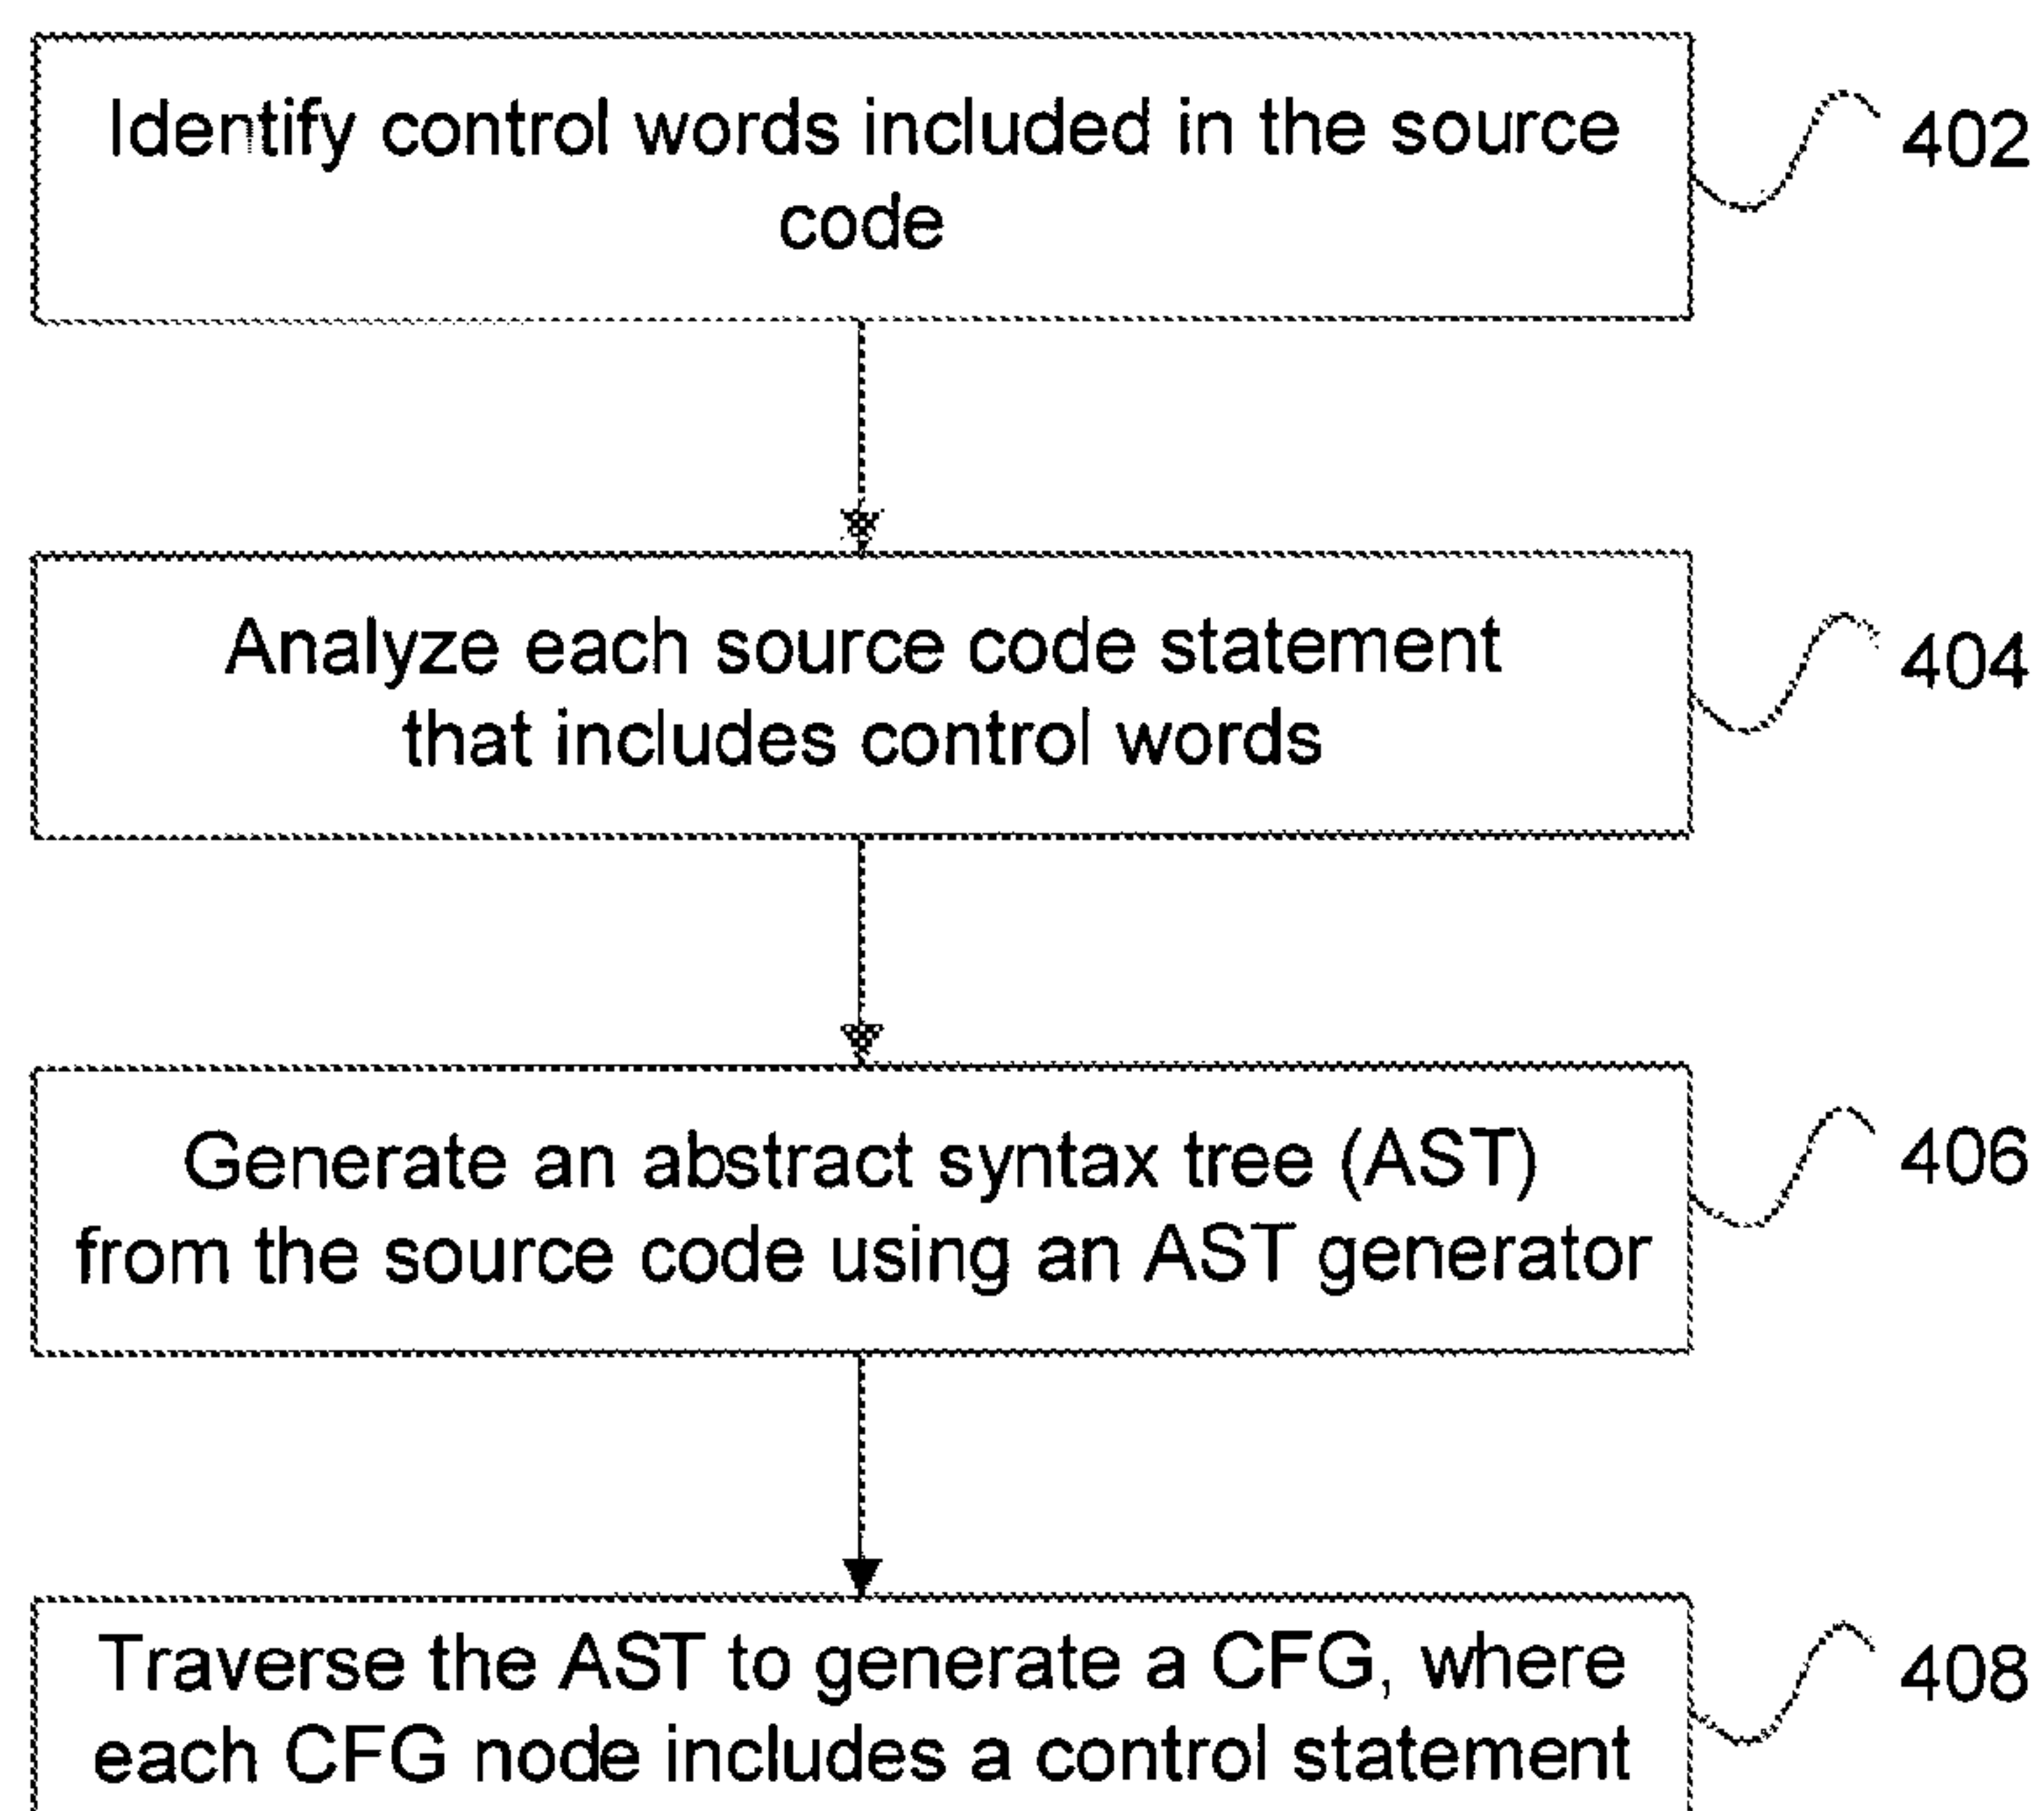 Identify control words included in the source
code
402
Analyze each source code statement
that includes control words
404
Generate an abstract syntax tree (AST)
from the source code using an AST generator
406
Traverse the AST to generate a CFG, where
each CFG node includes a control statement
408